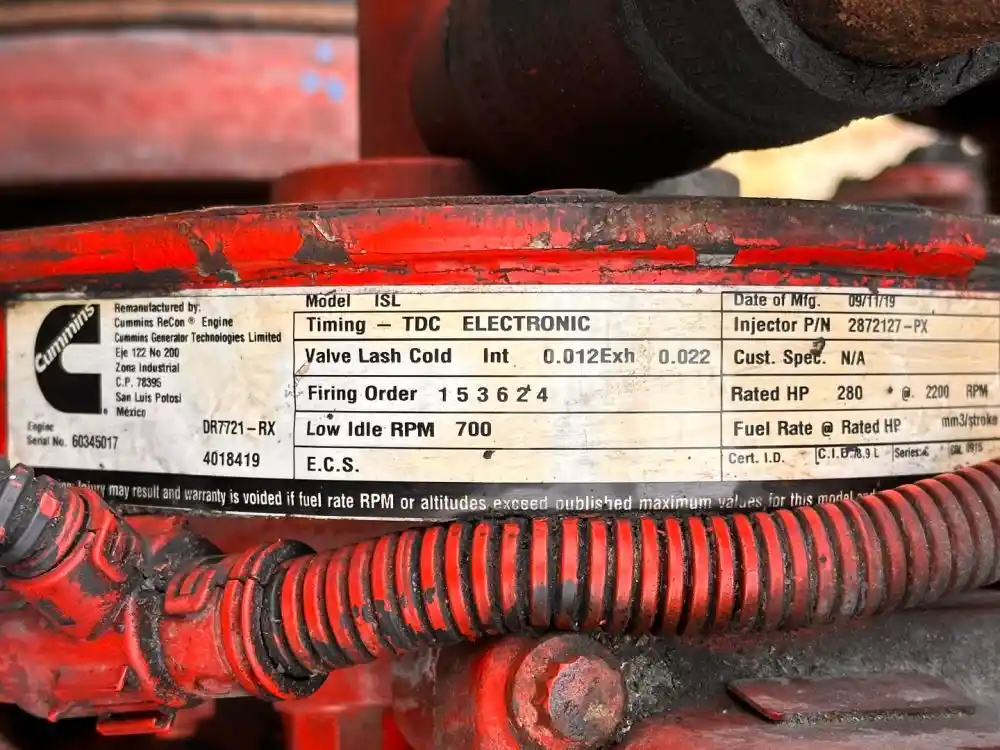 Cummins
Remanufactured by:
Cummins ReCon ® Engine
Cummins Generator Technologies Limited
Eje 122 No 200
Zona Industrial
C.P. 78395
San Luis Potosi
México
Engine
Serial No. 60345017
DR7721-RX
4018419
Model ISL
Timing - TDC ELECTRONIC
Valve Lash Cold Int 0.012Exh 0.022
Firing Order 1 5 3 6 2 4
Low Idle RPM 700
E.C.S.
Date of Mfg. 09/11/19
Injector P/N 2872127-PX
Cust. Spec. N/A
Rated HP 280 @ 2200 RPM
Fuel Rate @ Rated HP mm3/stroke
Cert. I.D. C.I.D./8.9 L Series:
Injury may result and warranty is voided if fuel rate RPM or altitudes exceed published maximum values for this model